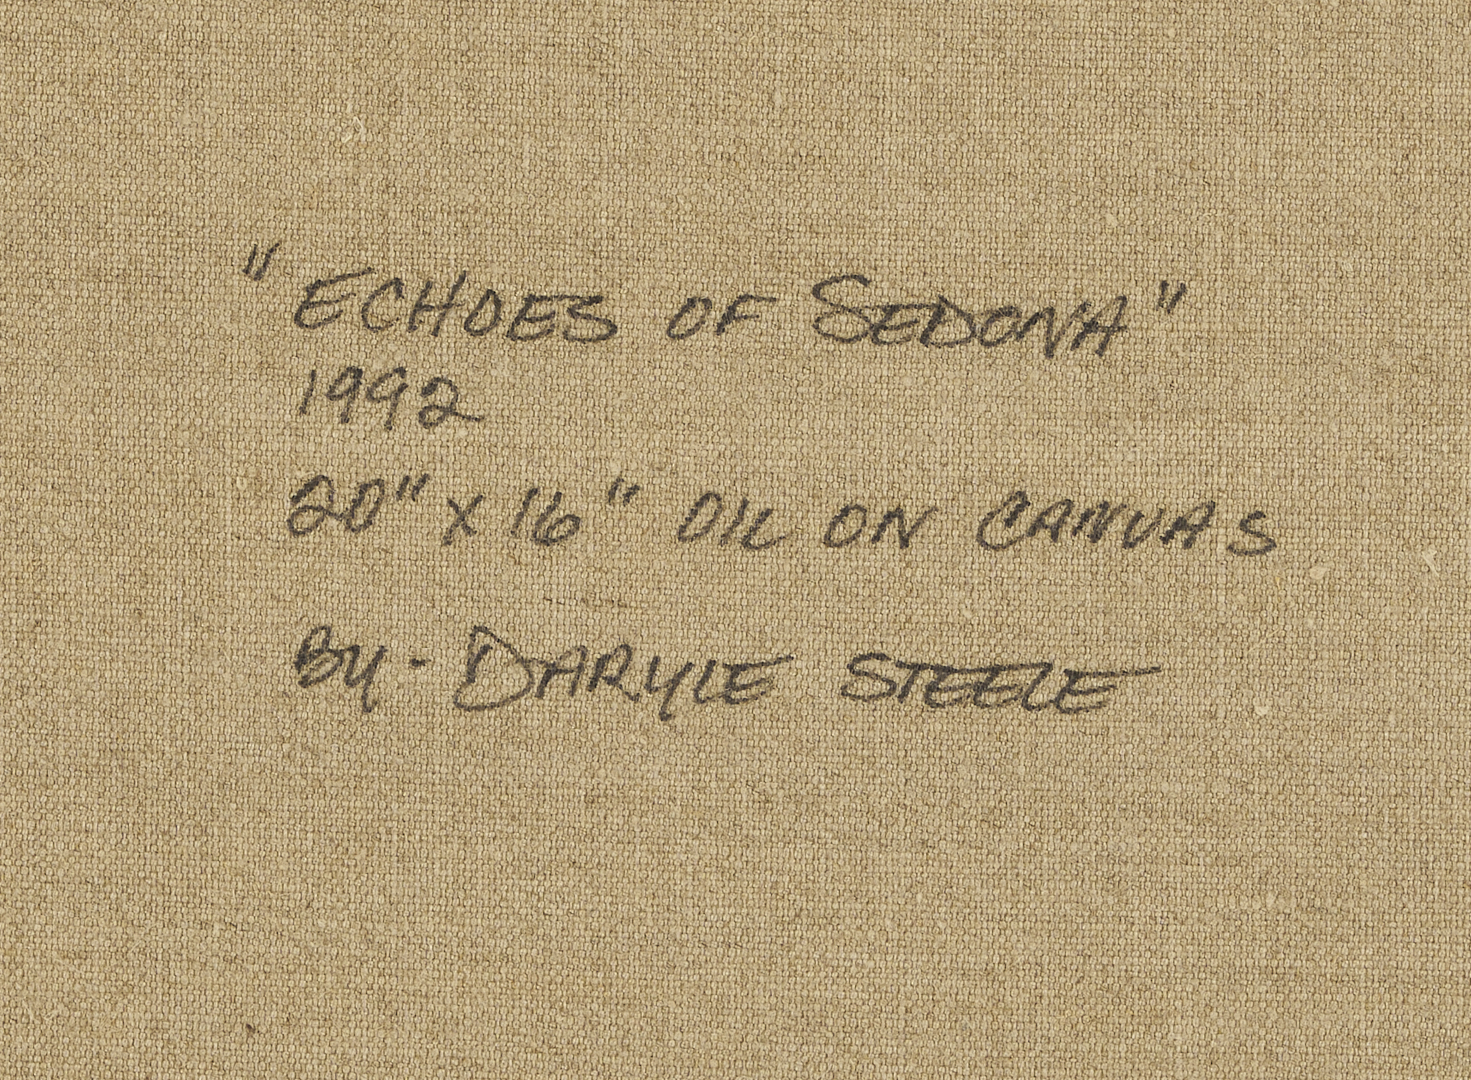 "ECHOES OF SEDONA"
1992
20" X 16" OIL ON CANVAS
BY- DARYLE STEELE